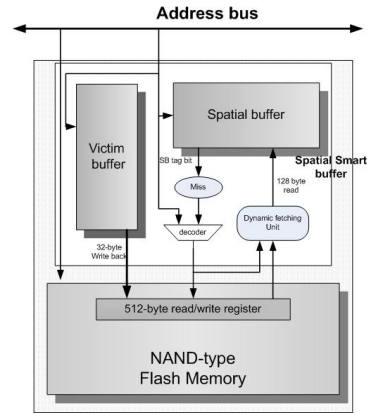 Address bus
Spatial buffer
Victim
buffer
SB tag bit
Spatial Smart
buffer
Miss
128 byte
read
decoder
Dynamic fetching
Unit
32-byte
Write back
512-byte read/write register
NAND-type
Flash Memory